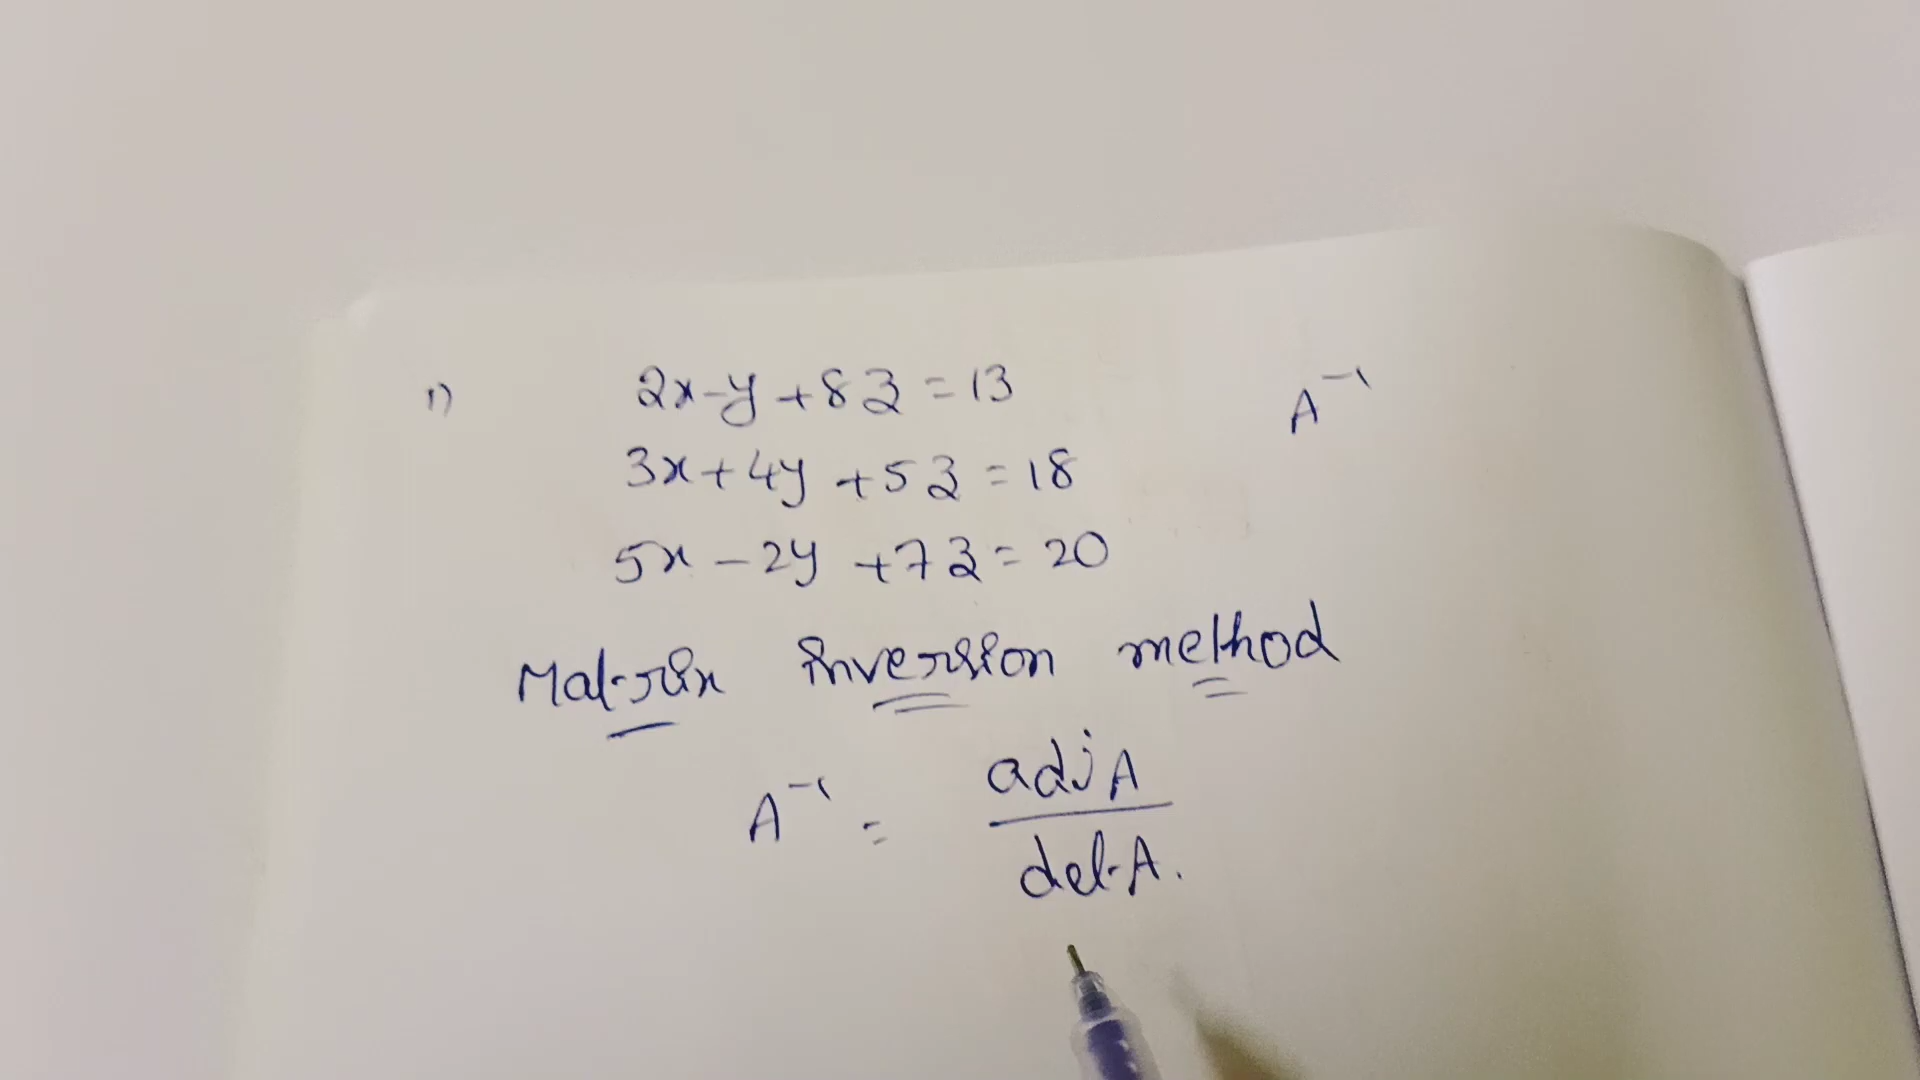 1) 2x-y+8z=13 A⁻¹
3x+4y+5z=18
5x-2y+7z=20
Matrix inversion method
A⁻¹ = adj A / det A.